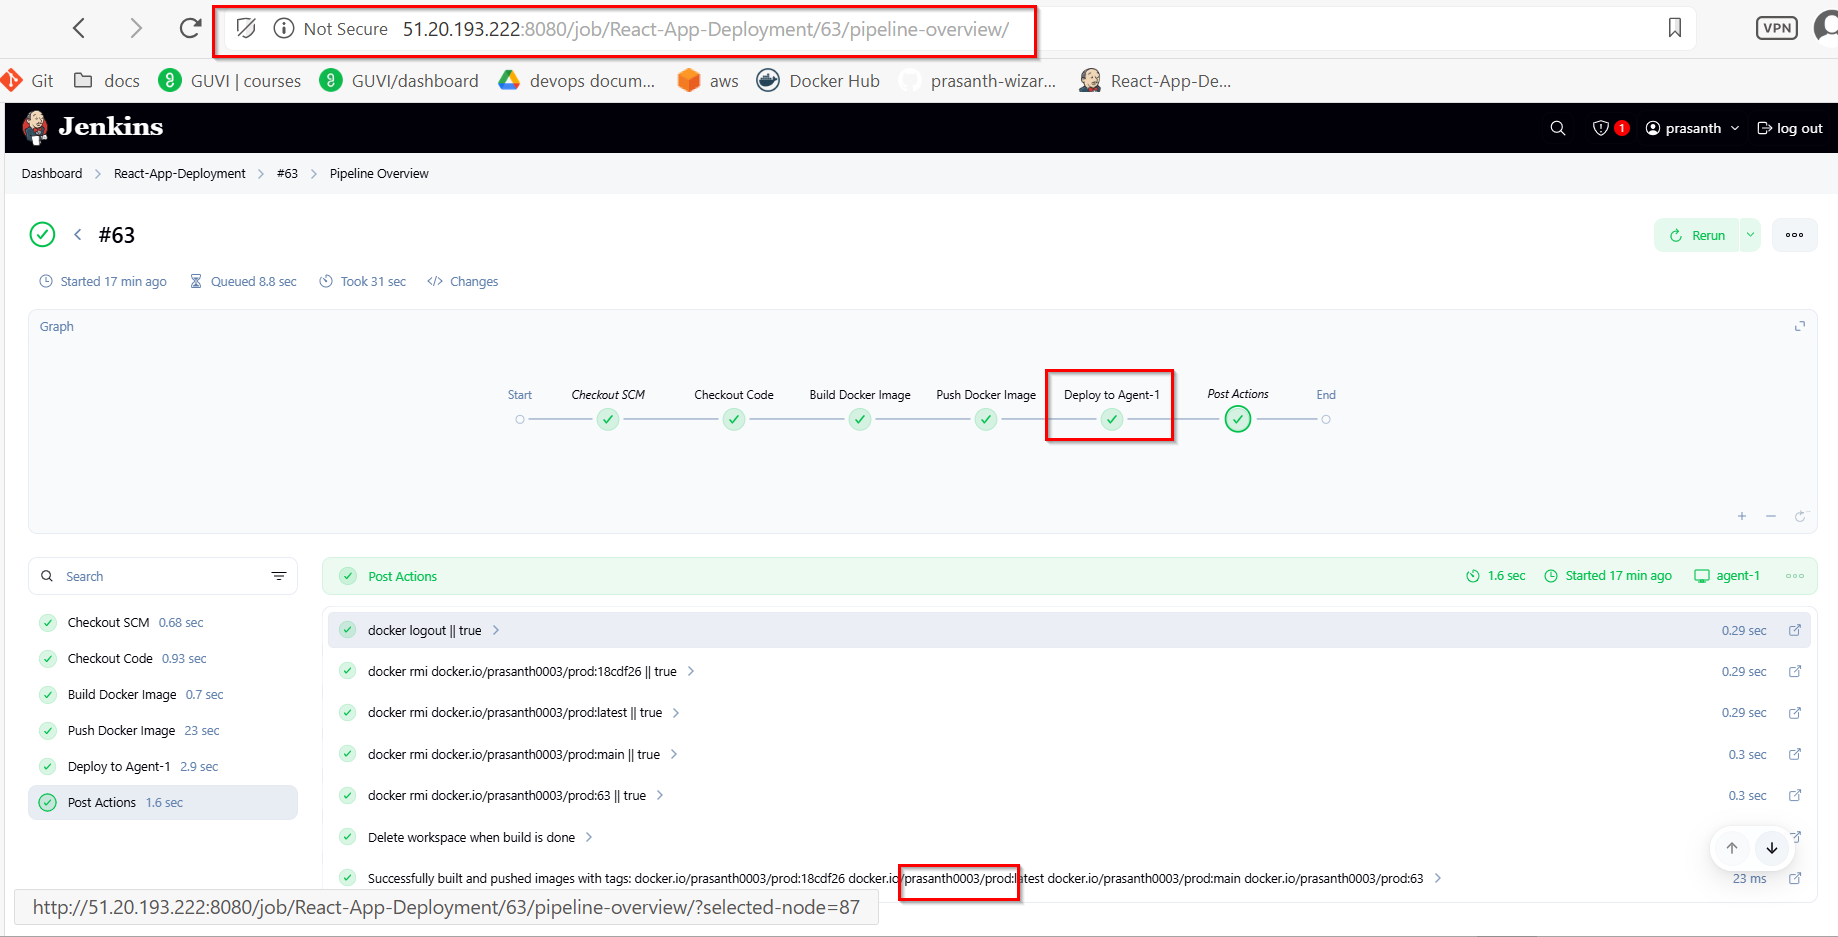 Not Secure 51.20.193.222:8080/job/React-App-Deployment/63/pipeline-overview/
VPN
Git docs GUVI | courses GUVI/dashboard devops docum... aws Docker Hub prasanth-wizar... React-App-De...
Jenkins
1 prasanth log out
Dashboard React-App-Deployment #63 Pipeline Overview
#63
Rerun
Started 17 min ago Queued 8.8 sec Took 31 sec Changes
Graph
Start Checkout SCM Checkout Code Build Docker Image Push Docker Image Deploy to Agent-1 Post Actions End
Search
Checkout SCM 0.68 sec
Checkout Code 0.93 sec
Build Docker Image 0.7 sec
Push Docker Image 23 sec
Deploy to Agent-1 2.9 sec
Post Actions 1.6 sec
Post Actions 1.6 sec Started 17 min ago agent-1
docker logout || true 0.29 sec
docker rmi docker.io/prasanth0003/prod:18cdf26 || true 0.29 sec
docker rmi docker.io/prasanth0003/prod:latest || true 0.29 sec
docker rmi docker.io/prasanth0003/prod:main || true 0.3 sec
docker rmi docker.io/prasanth0003/prod:63 || true 0.3 sec
Delete workspace when build is done
Successfully built and pushed images with tags: docker.io/prasanth0003/prod:18cdf26 docker.io/prasanth0003/prod:latest docker.io/prasanth0003/prod:main docker.io/prasanth0003/prod:63 23 ms
http://51.20.193.222:8080/job/React-App-Deployment/63/pipeline-overview/?selected-node=87